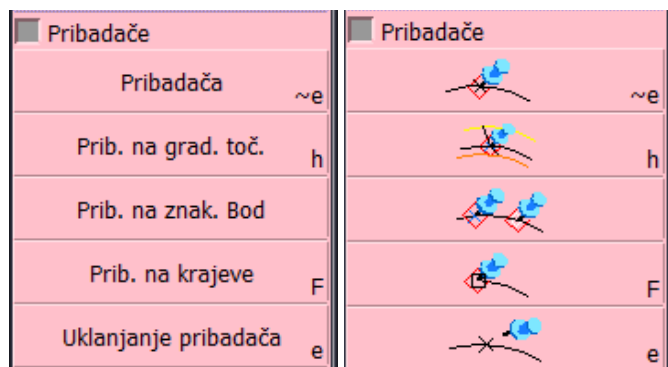 Pribadače
Pribadača ~e
Prib. na grad. toč. h
Prib. na znak. Bod
Prib. na krajeve F
Uklanjanje pribadača e
Pribadače
~e
h
F
e